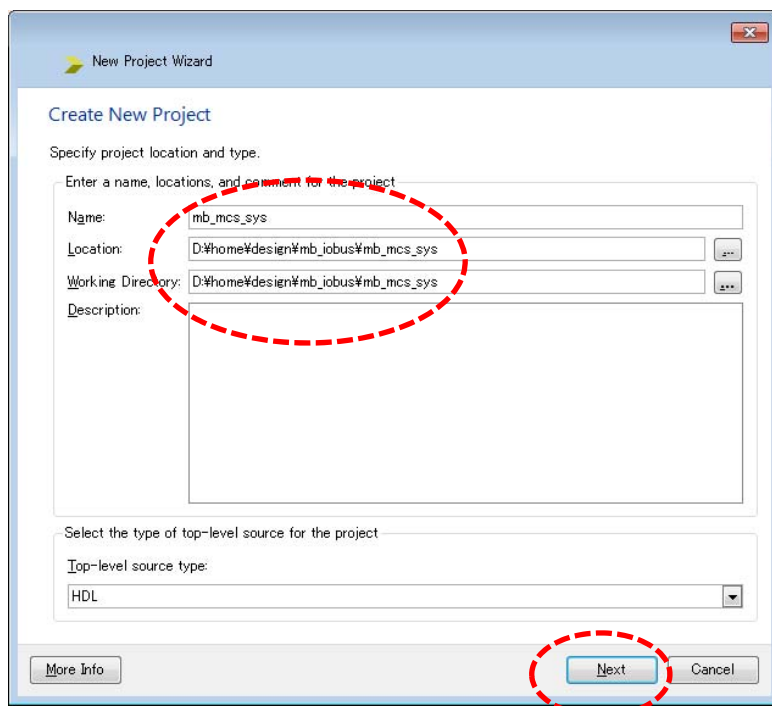 New Project Wizard
Create New Project
Specify project location and type.
Enter a name, locations, and comment for the project
Name: mb_mcs_sys
Location: D:¥home¥design¥mb_iobus¥mb_mcs_sys ...
Working Directory: D:¥home¥design¥mb_iobus¥mb_mcs_sys ...
Description:
Select the type of top-level source for the project
Top-level source type:
HDL
More Info Next Cancel